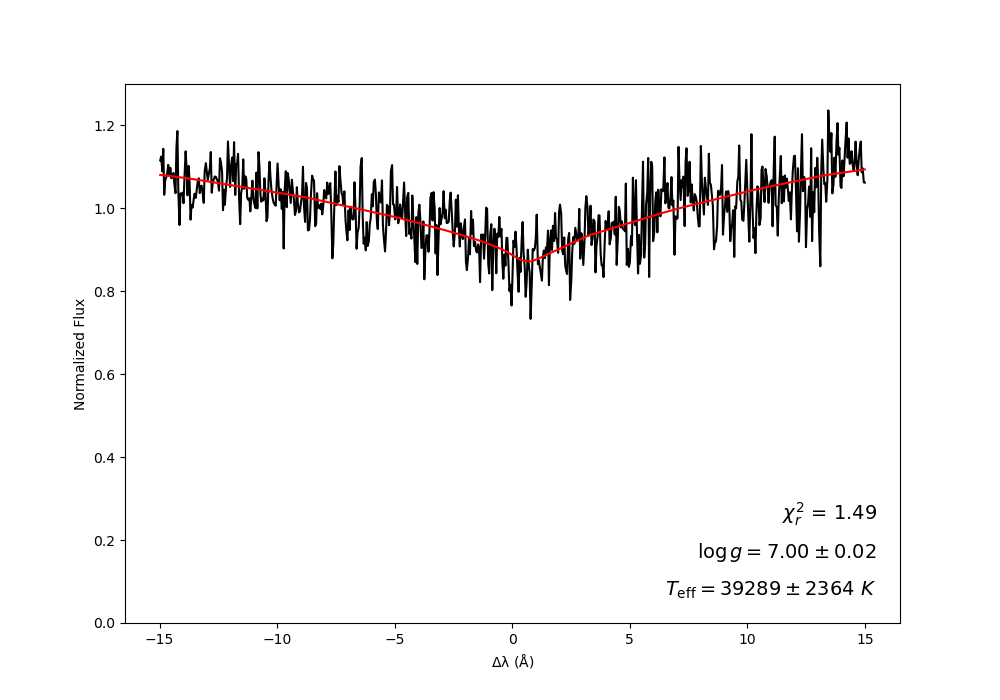 1.2
1.0
0.8
0.6
0.4
0.2
0.0
Normalized Flux
χ²ᵣ = 1.49
log g = 7.00 ± 0.02
T_eff = 39289 ± 2364 K
−15
−10
−5
0
5
10
15
Δλ (Å)